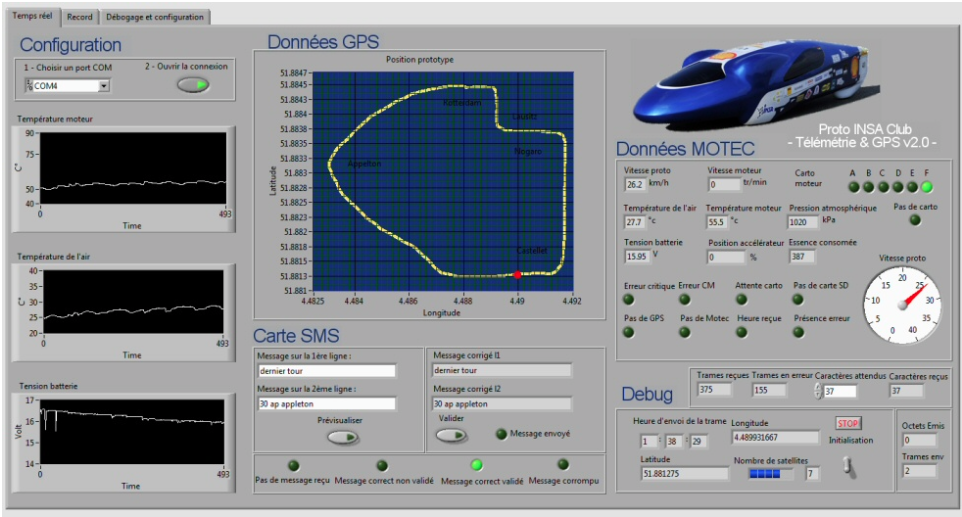 Temps réel
Record
Débogage et configuration
Configuration
1 - Choisir un port COM
2 - Ouvrir la connexion
COM4
Température moteur
90
75
50
40
C°
0
493
Time
Température de l'air
40
35
30
25
20
C°
0
493
Time
Tension batterie
17
16
15
14
Volt
0
493
Time
Données GPS
Position prototype
51.8847
51.8845
51.8843
51.8841
51.8838
51.8835
51.8833
51.8831
51.8828
51.8825
51.8823
51.8821
51.8818
51.8815
51.8813
51.881
Latitude
Rotterdam
Lausitz
Nogaro
Appelton
Castellet
4.4825
4.484
4.486
4.488
4.49
4.492
Longitude
Carte SMS
Message sur la 1ère ligne :
dernier tour
Message sur la 2ème ligne :
30 ap appleton
Prévisualiser
Message corrigé l1
dernier tour
Message corrigé l2
30 ap appleton
Valider
Message envoyé
Pas de message reçu
Message correct non validé
Message correct validé
Message corrompu
Proto INSA Club
- Télémétrie & GPS v2.0 -
Données MOTEC
Vitesse proto
26.2 km/h
Vitesse moteur
0 tr/min
Carto moteur
A B C D E F
Température de l'air
27.7 °c
Température moteur
55.5 °c
Pression atmosphérique
1020 kPa
Pas de carto
Tension batterie
15.95 V
Position accélérateur
0 %
Essence consomée
387
Erreur critique
Erreur CM
Attente carto
Pas de carte SD
Pas de GPS
Pas de Motec
Heure reçue
Présence erreur
Vitesse proto
0 5 10 15 20 25 30 35 40
Debug
Trames reçues
375
Trames en erreur
155
Caractères attendus
37
Caractères reçus
37
Heure d'envoi de la trame
1 : 38 : 29
Longitude
4.489931667
STOP
Initialisation
Latitude
51.881275
Nombre de satellites
7
Octets Emis
0
Trames env
2